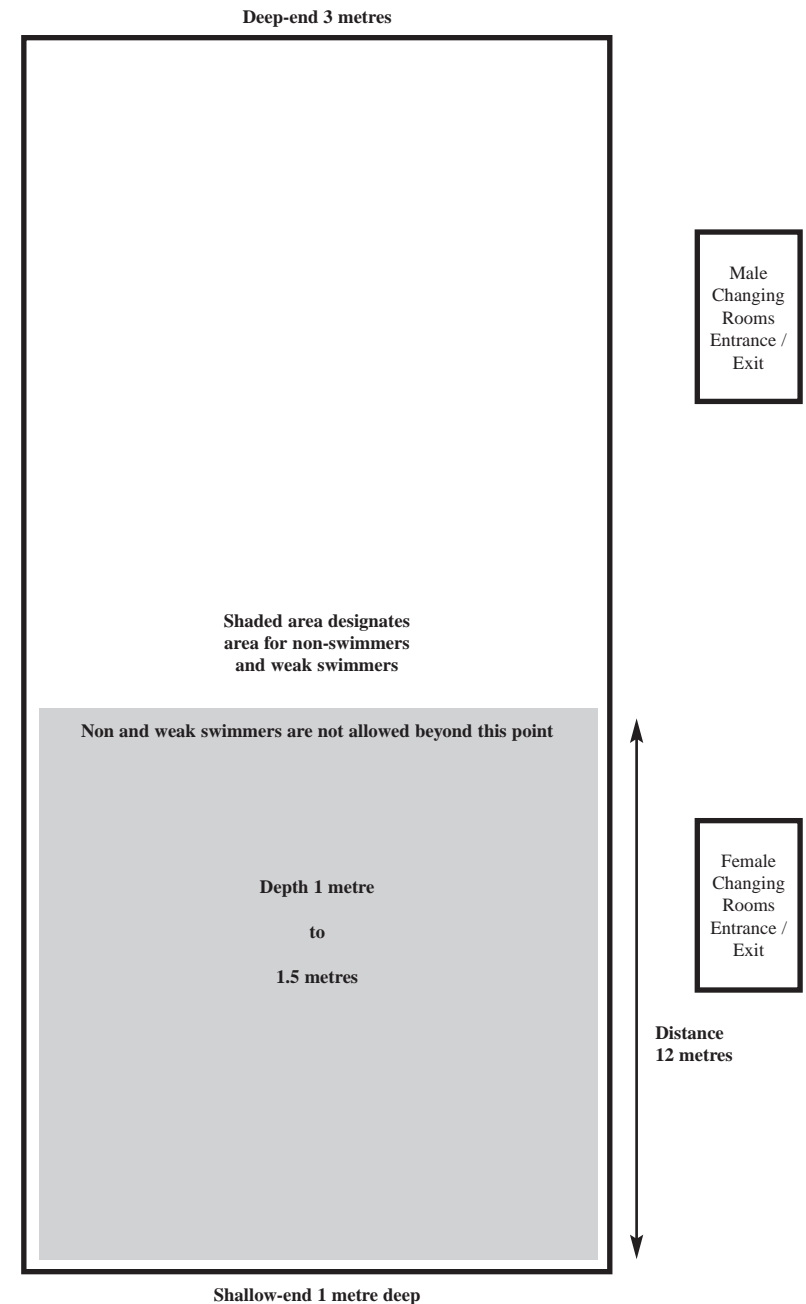 Deep-end 3 metres
Male
Changing
Rooms
Entrance /
Exit
Shaded area designates
area for non-swimmers
and weak swimmers
Non and weak swimmers are not allowed beyond this point
Depth 1 metre
to
1.5 metres
Female
Changing
Rooms
Entrance /
Exit
Distance
12 metres
Shallow-end 1 metre deep